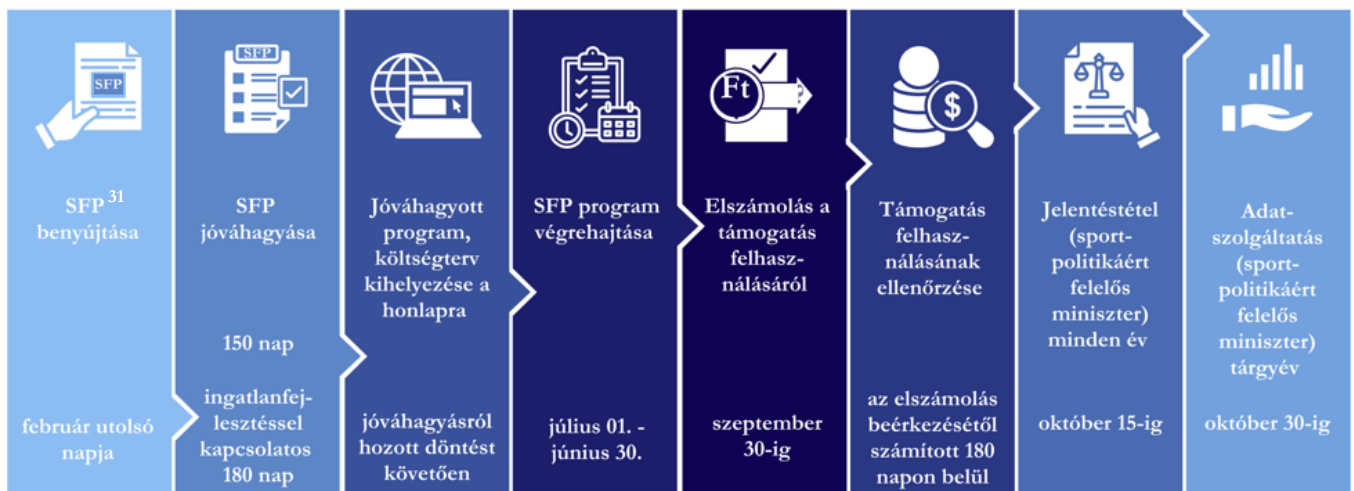 SFP
SFP 31
benyújtása
február utolsó
napja
SFP
SFP
jóváhagyása
150 nap
ingatlanfej-
lesztéssel
kapcsolatos
180 nap
Jóváhagyott
program,
költségterv
kihelyezése a
honlapra
jóváhagyásról
hozott döntést
követően
SFP program
végrehajtása
július 01. -
június 30.
Ft
Elszámolás a
támogatás
felhasz-
nálásáról
szeptember
30-ig
$
Támogatás
felhasz-
nálásának
ellenőrzése
az elszámolás
beérkezésétől
számított 180
napon belül
Jelentéstétel
(sport-
politikáért
felelős
miniszter)
minden év
október 15-ig
Adat-
szolgáltatás
(sport-
politikáért
felelős
miniszter)
tárgyév
október 30-ig